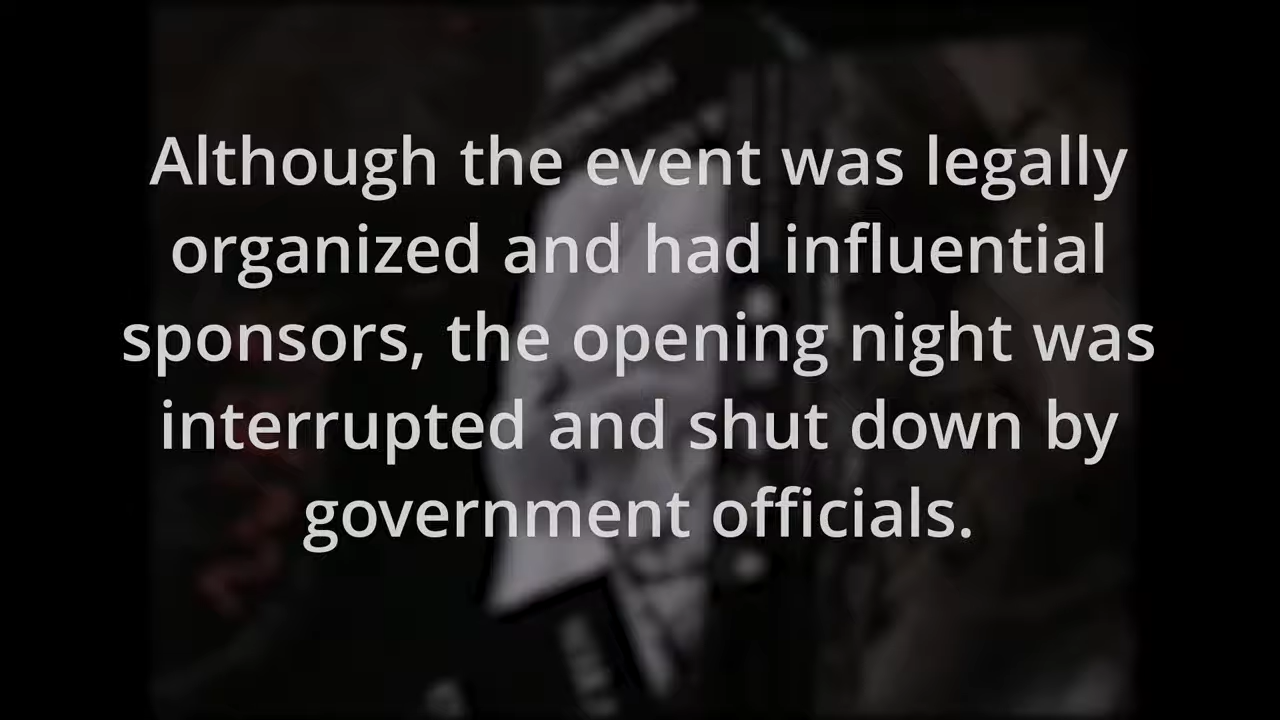 Although the event was legally
organized and had influential
sponsors, the opening night was
interrupted and shut down by
government officials.